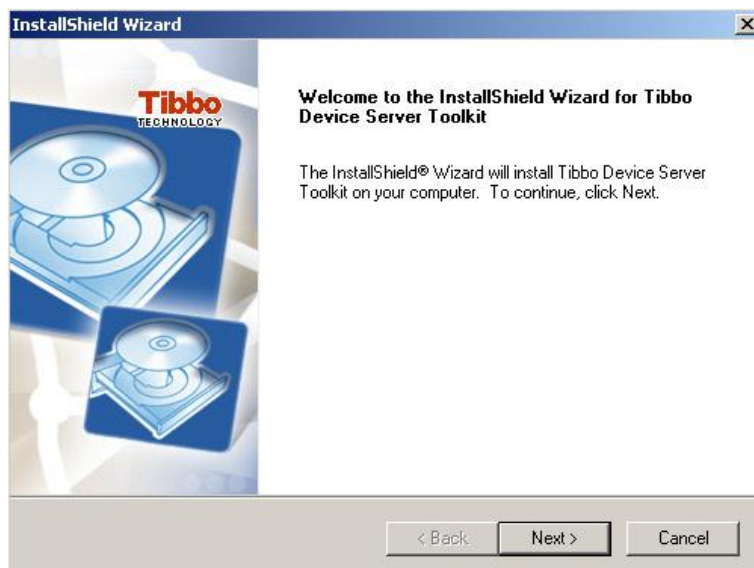 InstallShield Wizard
Tibbo
TECHNOLOGY
Welcome to the InstallShield Wizard for Tibbo
Device Server Toolkit
The InstallShield® Wizard will install Tibbo Device Server
Toolkit on your computer. To continue, click Next.
< Back Next > Cancel